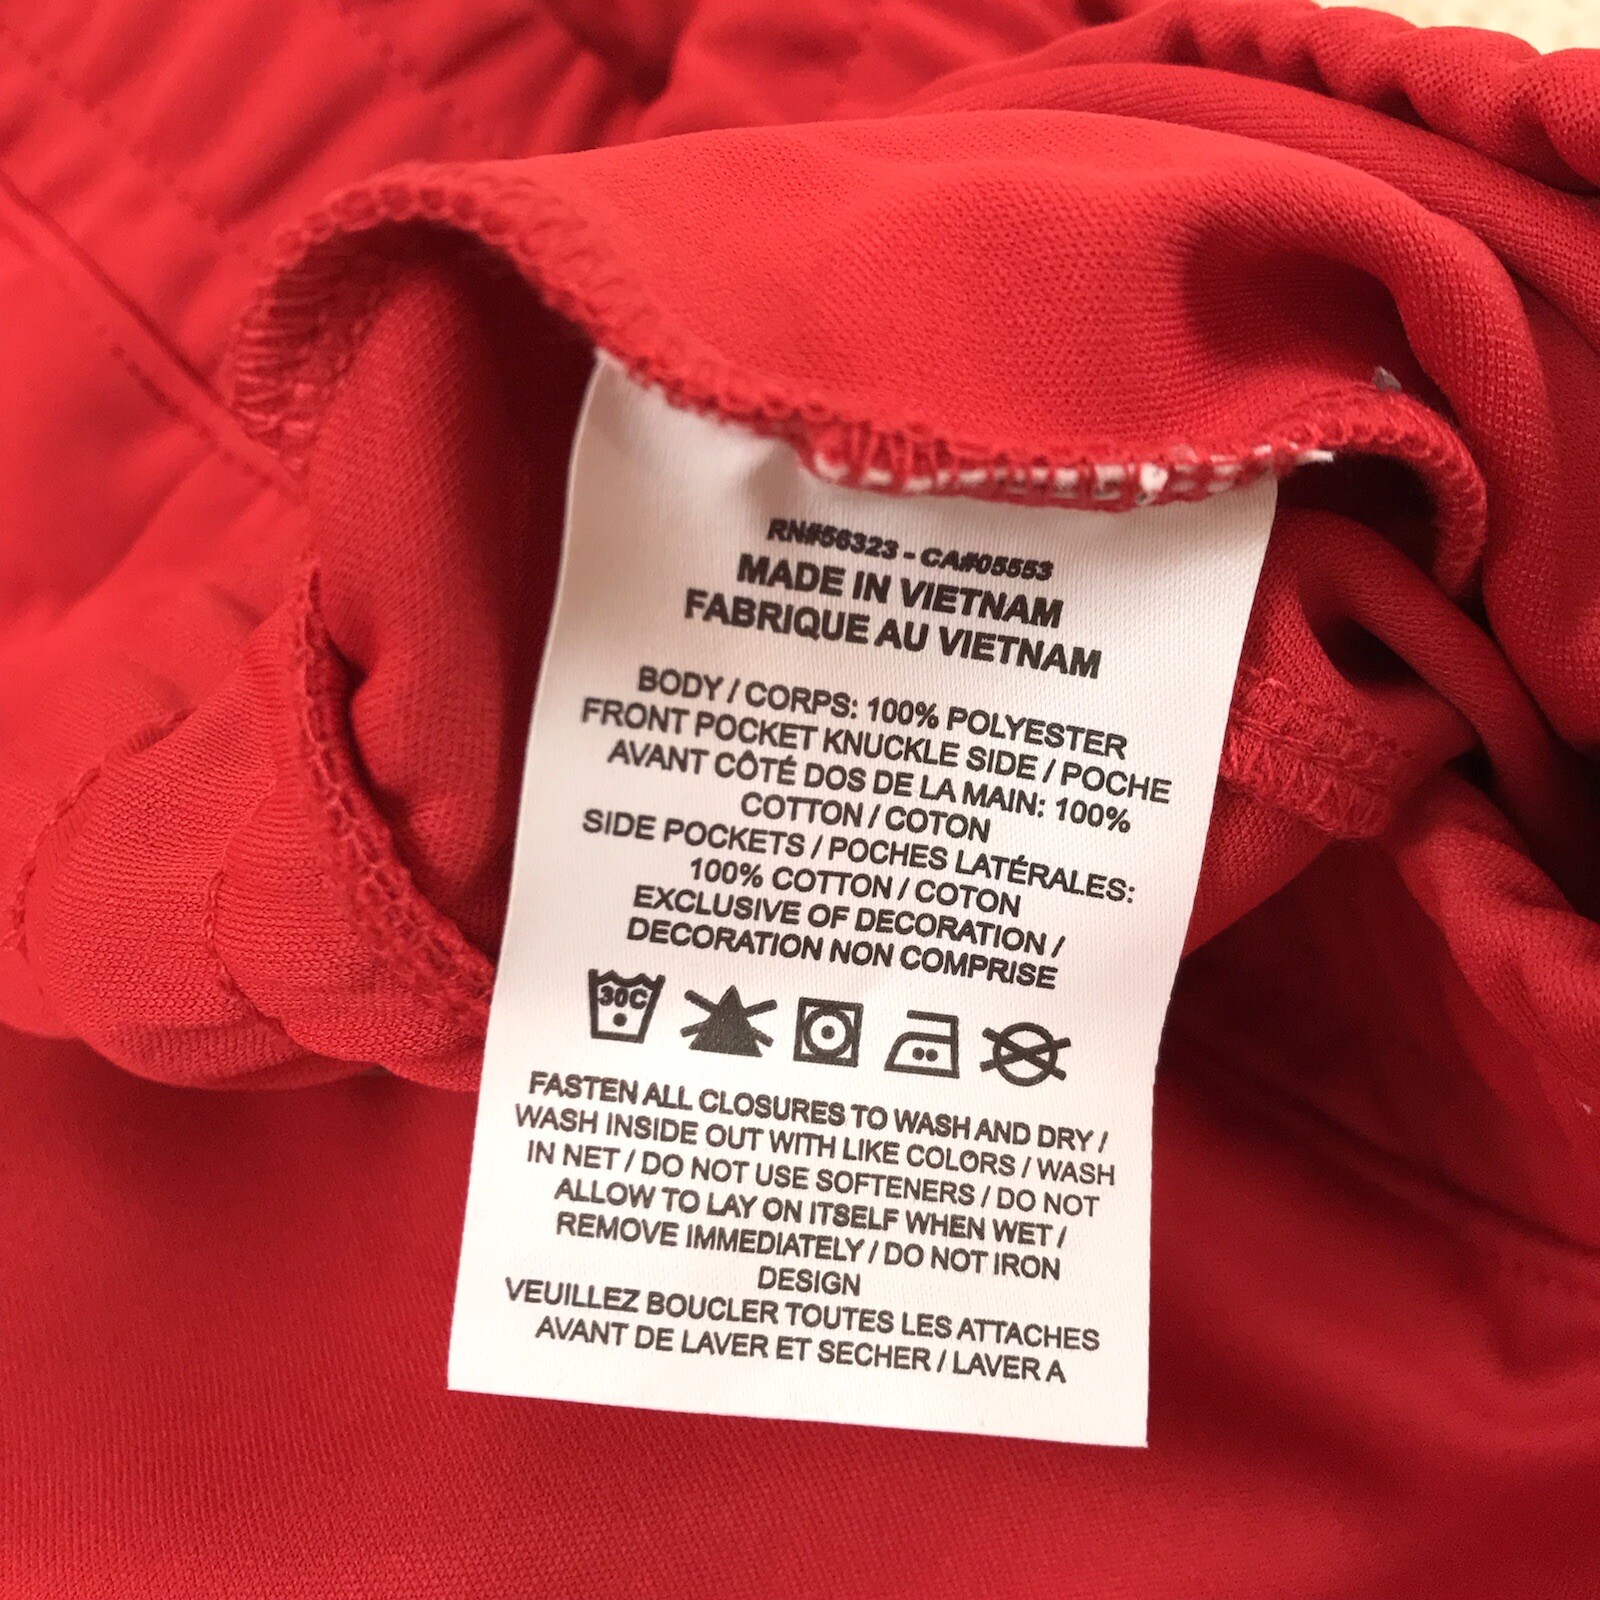 RN#56323 - CA#05553
MADE IN VIETNAM
FABRIQUE AU VIETNAM
BODY / CORPS: 100% POLYESTER
FRONT POCKET KNUCKLE SIDE / POCHE
AVANT CÔTÉ DOS DE LA MAIN: 100%
COTTON / COTON
SIDE POCKETS / POCHES LATÉRALES:
100% COTTON / COTON
EXCLUSIVE OF DECORATION /
DECORATION NON COMPRISE
30C
FASTEN ALL CLOSURES TO WASH AND DRY /
WASH INSIDE OUT WITH LIKE COLORS / WASH
IN NET / DO NOT USE SOFTENERS / DO NOT
ALLOW TO LAY ON ITSELF WHEN WET /
REMOVE IMMEDIATELY / DO NOT IRON
DESIGN
VEUILLEZ BOUCLER TOUTES LES ATTACHES
AVANT DE LAVER ET SECHER / LAVER A